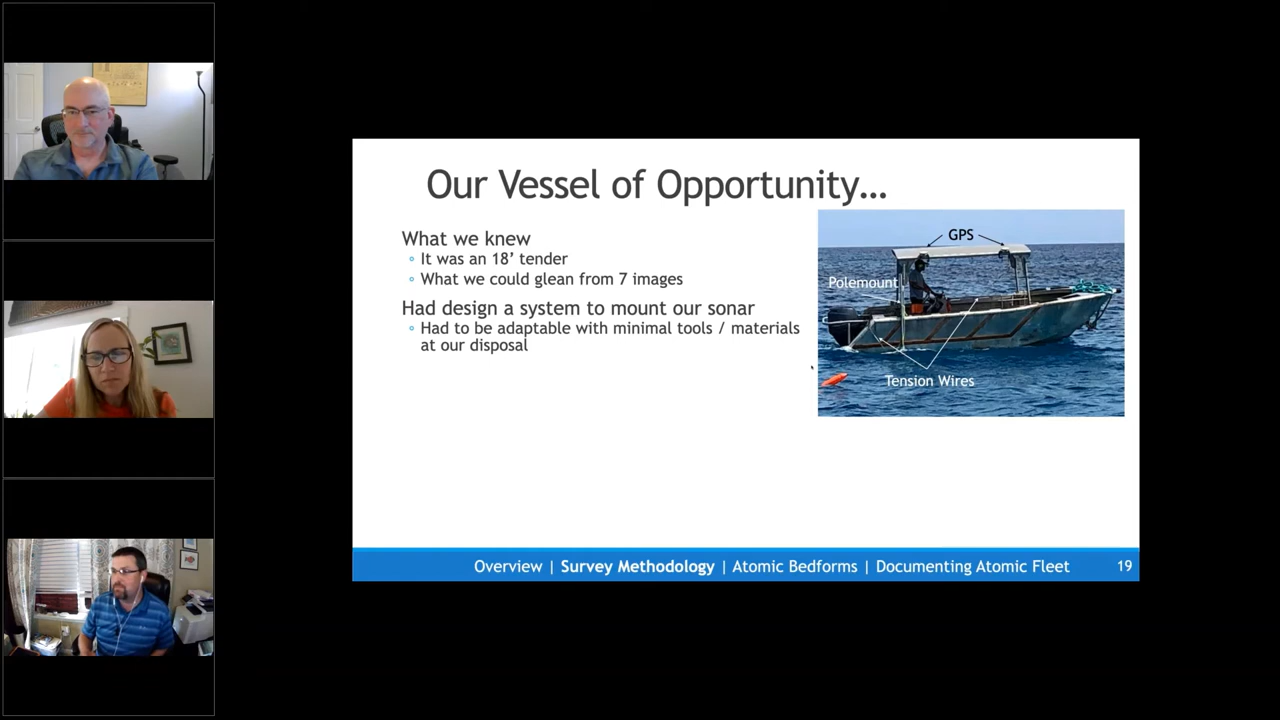 Our Vessel of Opportunity…
What we knew
It was an 18’ tender
What we could glean from 7 images
Had design a system to mount our sonar
Had to be adaptable with minimal tools / materials
at our disposal
GPS
Polemount
Tension Wires
Overview | Survey Methodology | Atomic Bedforms | Documenting Atomic Fleet
19